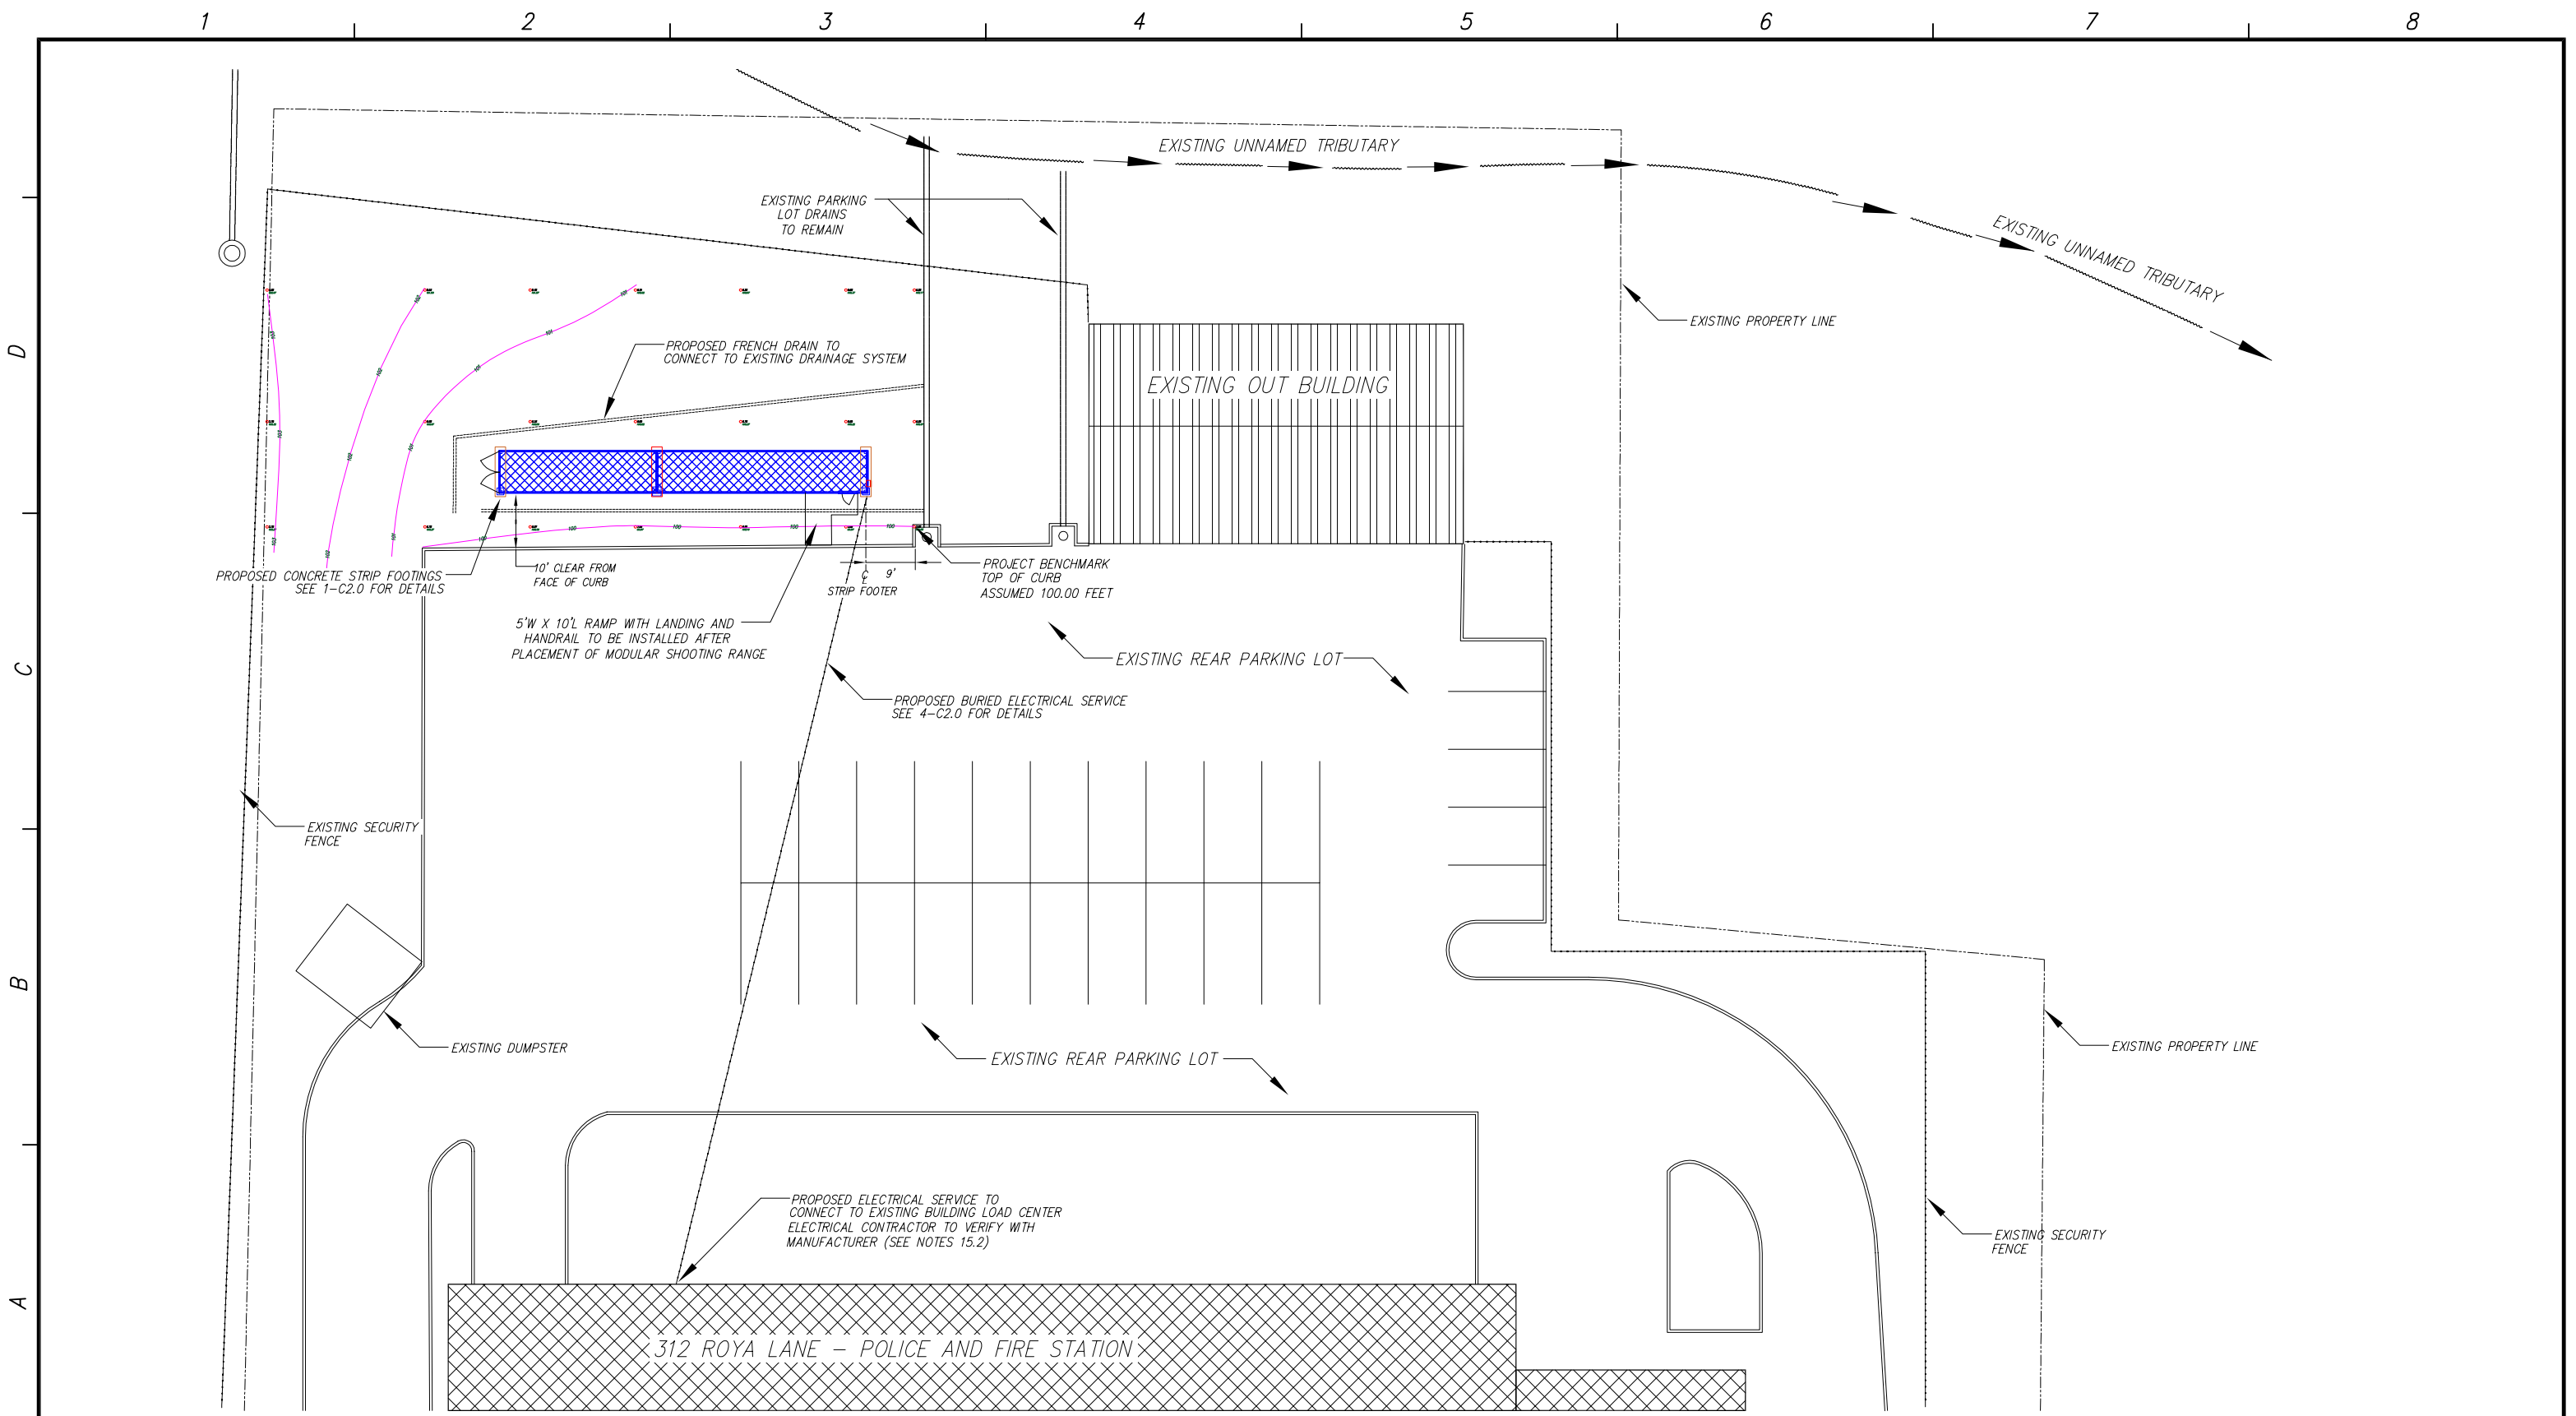 1 2 3 4 5 6 7 8
D
C
B
A
EXISTING UNNAMED TRIBUTARY
EXISTING UNNAMED TRIBUTARY
EXISTING PARKING
LOT DRAINS
TO REMAIN
EXISTING PROPERTY LINE
PROPOSED FRENCH DRAIN TO
CONNECT TO EXISTING DRAINAGE SYSTEM
EXISTING OUT BUILDING
PROPOSED CONCRETE STRIP FOOTINGS
SEE 1-C2.0 FOR DETAILS
10' CLEAR FROM
FACE OF CURB
9'
STRIP FOOTER
PROJECT BENCHMARK
TOP OF CURB
ASSUMED 100.00 FEET
5'W X 10'L RAMP WITH LANDING AND
HANDRAIL TO BE INSTALLED AFTER
PLACEMENT OF MODULAR SHOOTING RANGE
EXISTING REAR PARKING LOT
PROPOSED BURIED ELECTRICAL SERVICE
SEE 4-C2.0 FOR DETAILS
EXISTING SECURITY
FENCE
EXISTING DUMPSTER
EXISTING REAR PARKING LOT
EXISTING PROPERTY LINE
PROPOSED ELECTRICAL SERVICE TO
CONNECT TO EXISTING BUILDING LOAD CENTER
ELECTRICAL CONTRACTOR TO VERIFY WITH
MANUFACTURER (SEE NOTES 15.2)
EXISTING SECURITY
FENCE
312 ROYA LANE – POLICE AND FIRE STATION